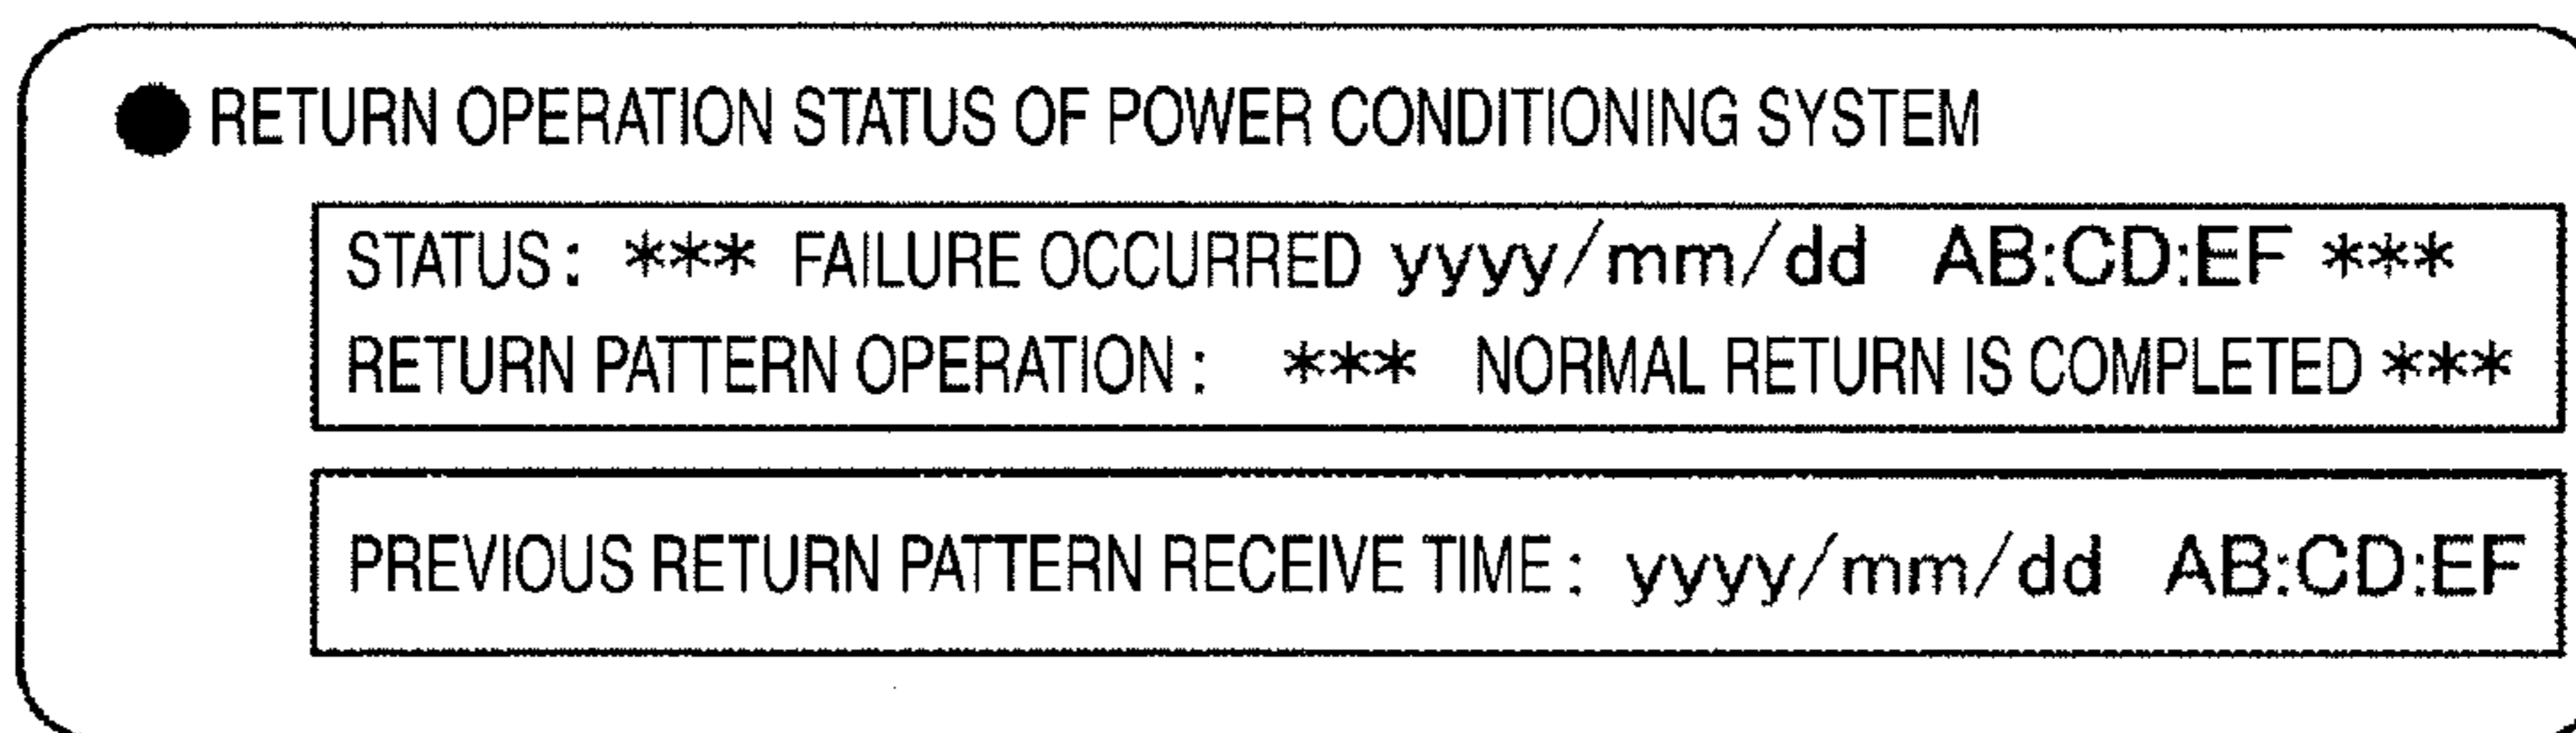 ● RETURN OPERATION STATUS OF POWER CONDITIONING SYSTEM
STATUS: *** FAILURE OCCURRED yyyy/mm/dd AB:CD:EF ***
RETURN PATTERN OPERATION: *** NORMAL RETURN IS COMPLETED ***
PREVIOUS RETURN PATTERN RECEIVE TIME: yyyy/mm/dd AB:CD:EF